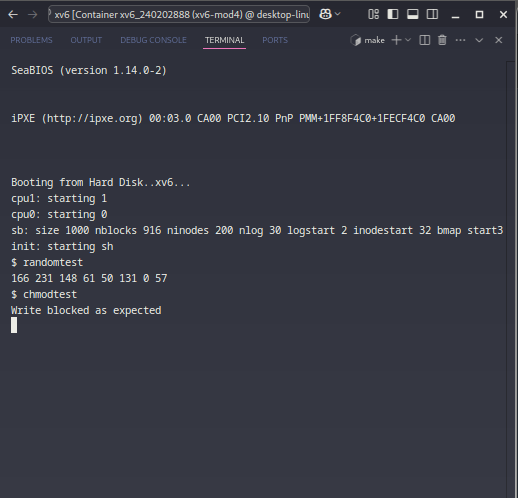 xv6 [Container xv6_240202888 (xv6-mod4) @ desktop-linu
PROBLEMS OUTPUT DEBUG CONSOLE TERMINAL PORTS make
SeaBIOS (version 1.14.0-2)
iPXE (http://ipxe.org) 00:03.0 CA00 PCI2.10 PnP PMM+1FF8F4C0+1FECF4C0 CA00
Booting from Hard Disk..xv6...
cpu1: starting 1
cpu0: starting 0
sb: size 1000 nblocks 916 ninodes 200 nlog 30 logstart 2 inodestart 32 bmap start3
init: starting sh
$ randomtest
166 231 148 61 50 131 0 57
$ chmodtest
Write blocked as expected